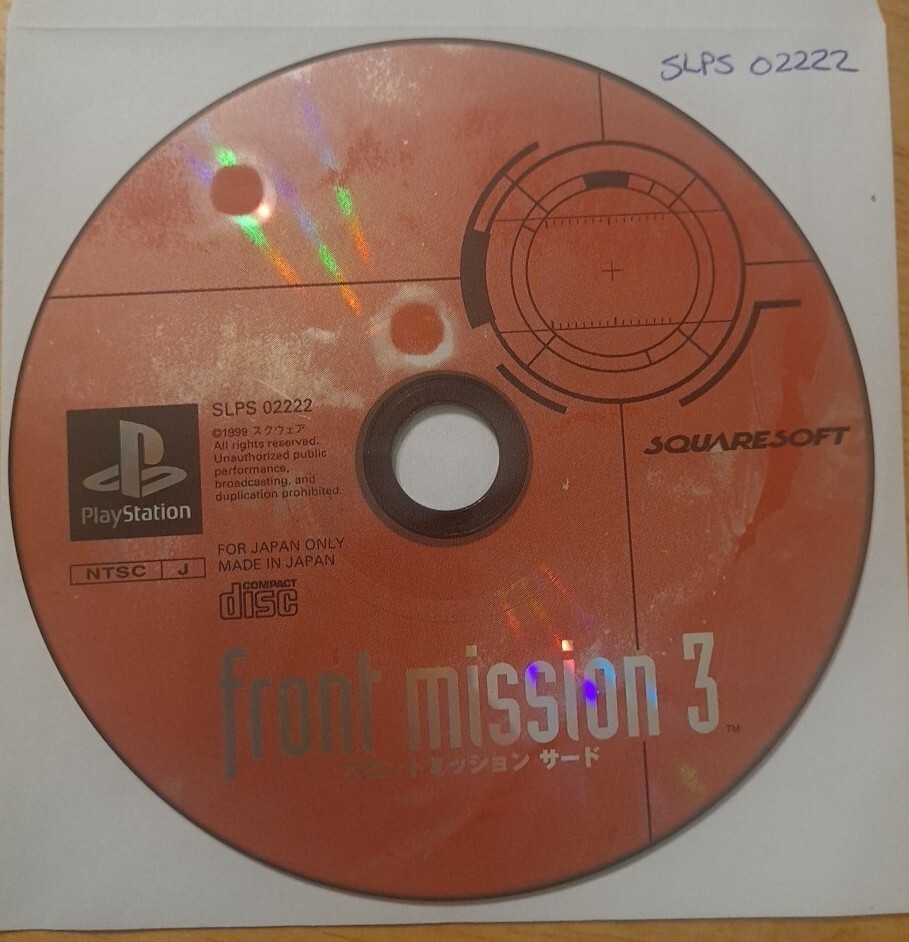 SLPS 02222
SQUARESOFT
PlayStation
SLPS 02222
©1999 スクウェア
All rights reserved.
Unauthorized public
performance,
broadcasting, and
duplication prohibited.
NTSC J
FOR JAPAN ONLY
MADE IN JAPAN
COMPACT
disc
front mission 3 TM
フロントミッション サード